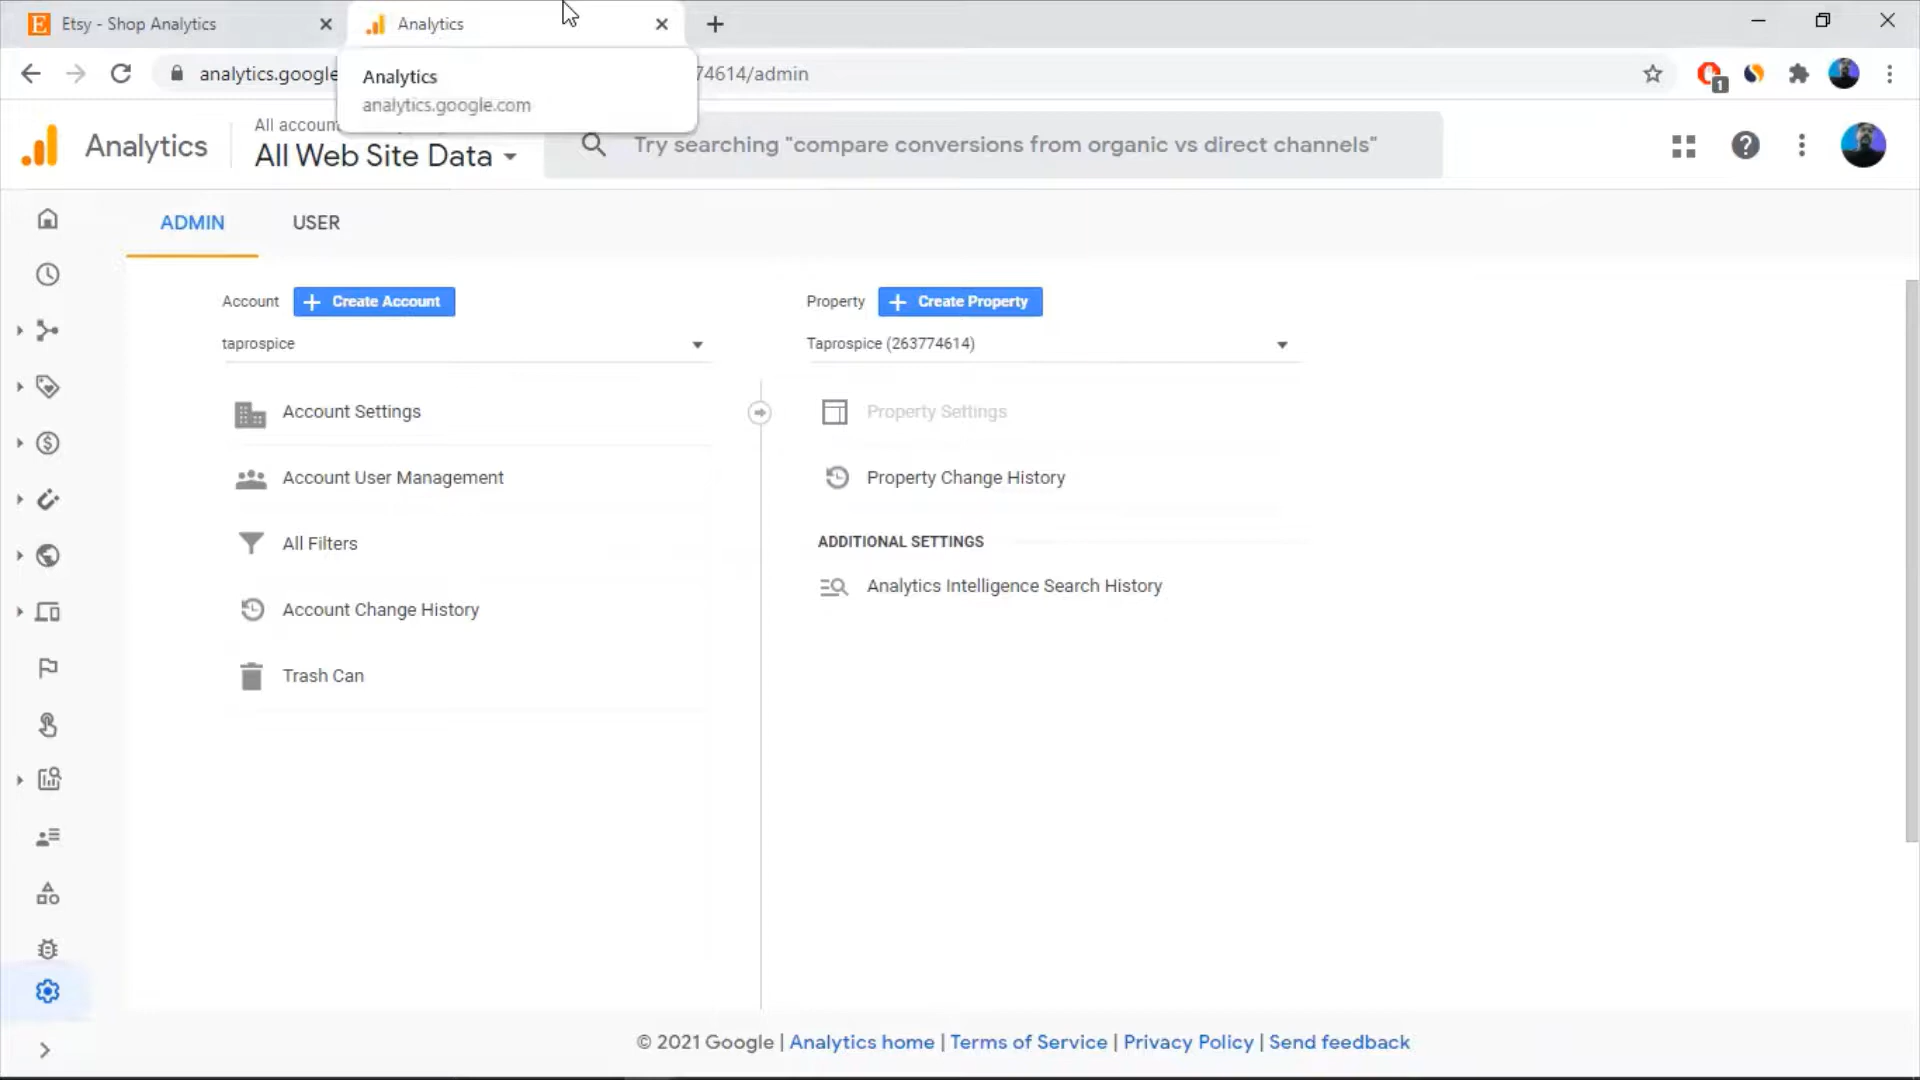 Etsy - Shop Analytics
Analytics
analytics.google
Analytics
analytics.google.com
74614/admin
1
Analytics
All accoun
All Web Site Data
Try searching "compare conversions from organic vs direct channels"
ADMIN
USER
Account
Create Account
taprospice
Property
Create Property
Taprospice (263774614)
Account Settings
Account User Management
All Filters
Account Change History
Trash Can
Property Settings
Property Change History
ADDITIONAL SETTINGS
Analytics Intelligence Search History
© 2021 Google | Analytics home | Terms of Service | Privacy Policy | Send feedback